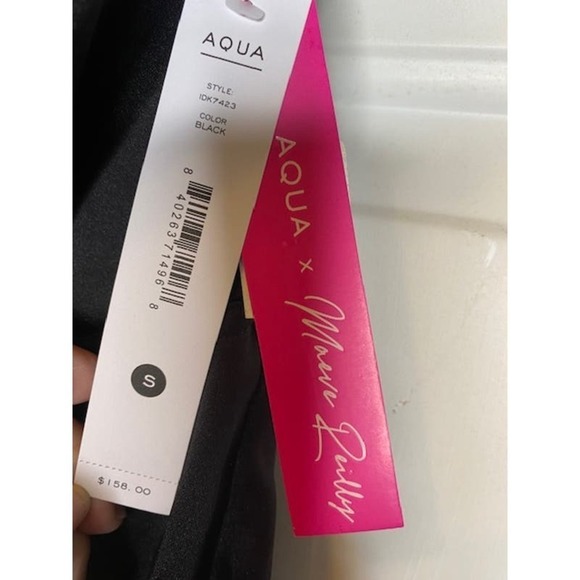 AQUA
STYLE:
IDK7423
COLOR
BLACK
8 40263 71496 8
S
$158.00
AQUA x Maeve Reilly